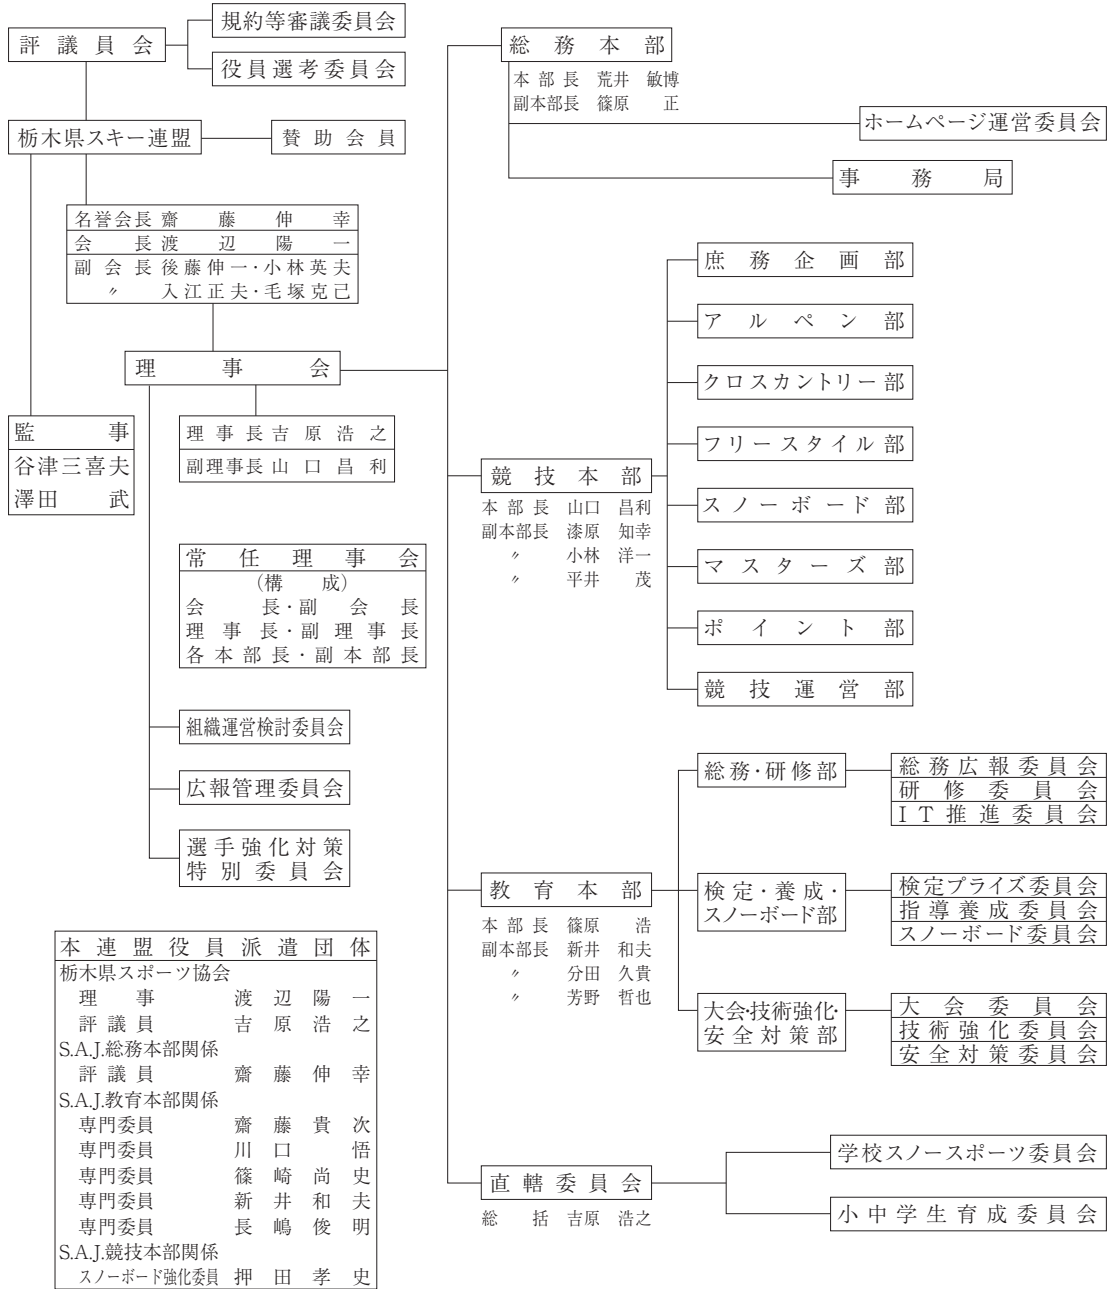 評議員会
規約等審議委員会
役員選考委員会
栃木県スキー連盟
賛助会員
名誉会長 齋藤伸幸
会長 渡辺陽一
副会長 後藤伸一・小林英夫
〃 入江正夫・毛塚克己
理事会
監事
谷津三喜夫
澤田武
理事長 吉原浩之
副理事長 山口昌利
常任理事会
(構成)
会長・副会長
理事長・副理事長
各本部長・副本部長
組織運営検討委員会
広報管理委員会
選手強化対策
特別委員会
本連盟役員派遣団体
栃木県スポーツ協会
理事 渡辺陽一
評議員 吉原浩之
S.A.J.総務本部関係
評議員 齋藤伸幸
S.A.J.教育本部関係
専門委員 齋藤貴次
専門委員 川口悟
専門委員 篠崎尚史
専門委員 新井和夫
専門委員 長嶋俊明
S.A.J.競技本部関係
スノーボード強化委員 押田孝史
総務本部
本部長 荒井 敏博
副本部長 篠原 正
ホームページ運営委員会
事務局
競技本部
本部長 山口 昌利
副本部長 漆原 知幸
〃 小林 洋一
〃 平井 茂
庶務企画部
アルペン部
クロスカントリー部
フリースタイル部
スノーボード部
マスターズ部
ポイント部
競技運営部
教育本部
本部長 篠原 浩
副本部長 新井 和夫
〃 分田 久貴
〃 芳野 哲也
総務・研修部
総務広報委員会
研修委員会
IT推進委員会
検定・養成・
スノーボード部
検定プライズ委員会
指導養成委員会
スノーボード委員会
大会・技術強化・
安全対策部
大会委員会
技術強化委員会
安全対策委員会
直轄委員会
総括 吉原 浩之
学校スノースポーツ委員会
小中学生育成委員会